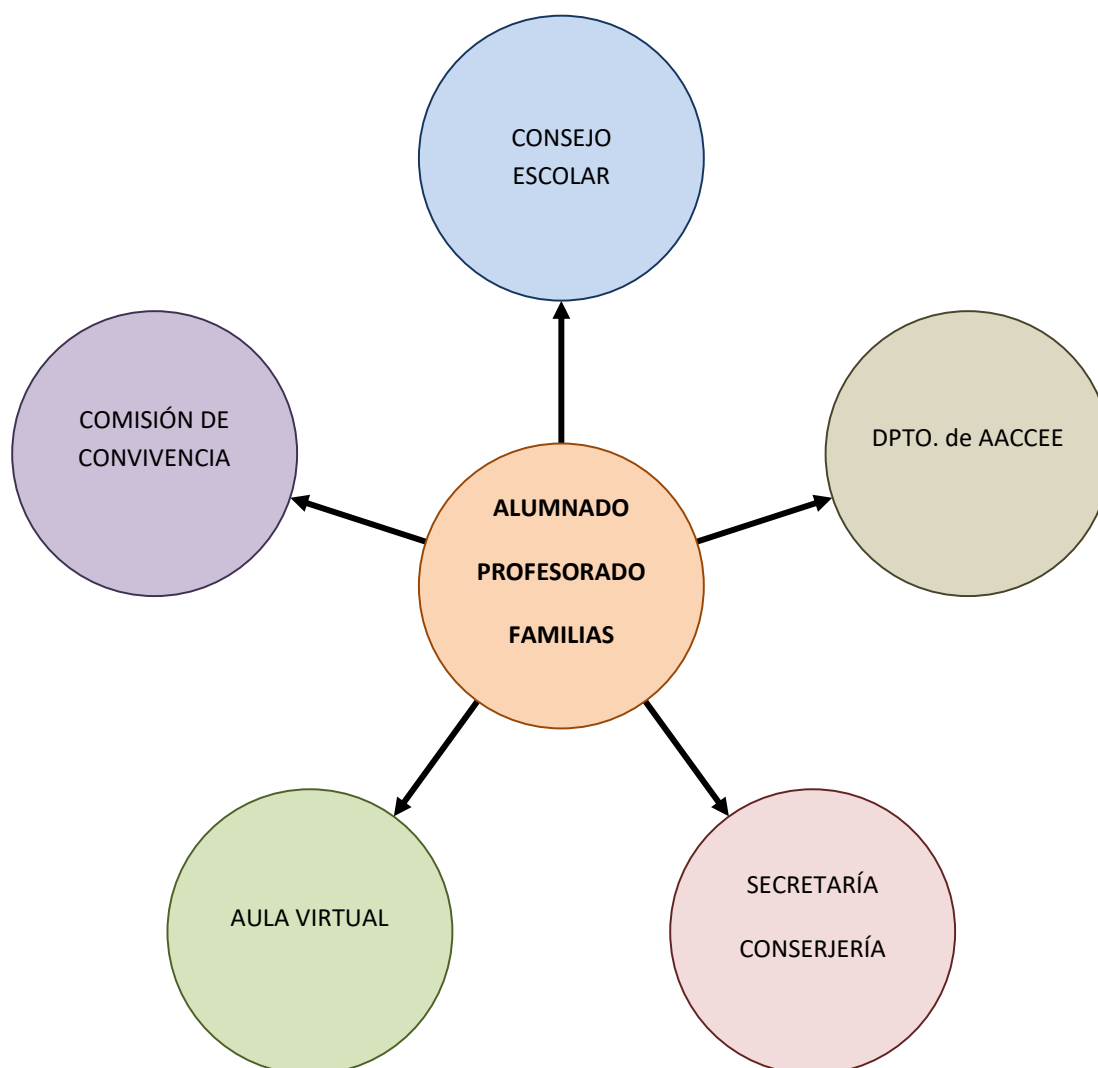 CONSEJO
ESCOLAR
COMISIÓN DE
CONVIVENCIA
DPTO. de AACCEE
ALUMNADO
PROFESORADO
FAMILIAS
AULA VIRTUAL
SECRETARÍA
CONSERJERÍA